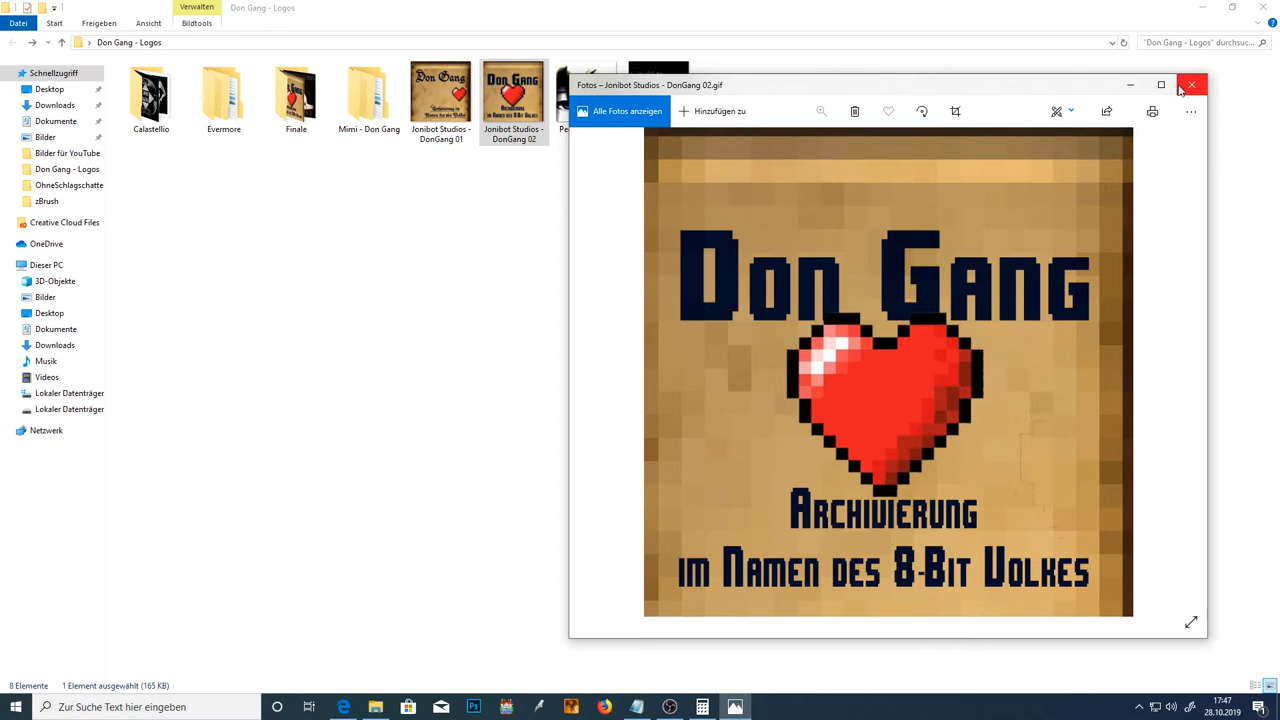 Verwalten
Don Gang - Logos
Datei
Start
Freigeben
Ansicht
Bildtools
Don Gang - Logos
"Don Gang - Logos" durchsuc...
Schnellzugriff
Desktop
Downloads
Dokumente
Bilder
Bilder für YouTube
Don Gang - Logos
OhneSchlagschatte
zBrush
Creative Cloud Files
OneDrive
Dieser PC
3D-Objekte
Bilder
Desktop
Dokumente
Downloads
Musik
Videos
Lokaler Datenträger
Lokaler Datenträger
Netzwerk
Calastellio
Evermore
Finale
Mimi - Don Gang
Jonibot Studios -
DonGang 01
Jonibot Studios -
DonGang 02
Pe
Fotos – Jonibot Studios - DonGang 02.gif
Alle Fotos anzeigen
Hinzufügen zu
Don Gang
Archivierung
im Namen des 8-Bit Volkes
8 Elemente
1 Element ausgewählt (165 KB)
Zur Suche Text hier eingeben
17:47
28.10.2019